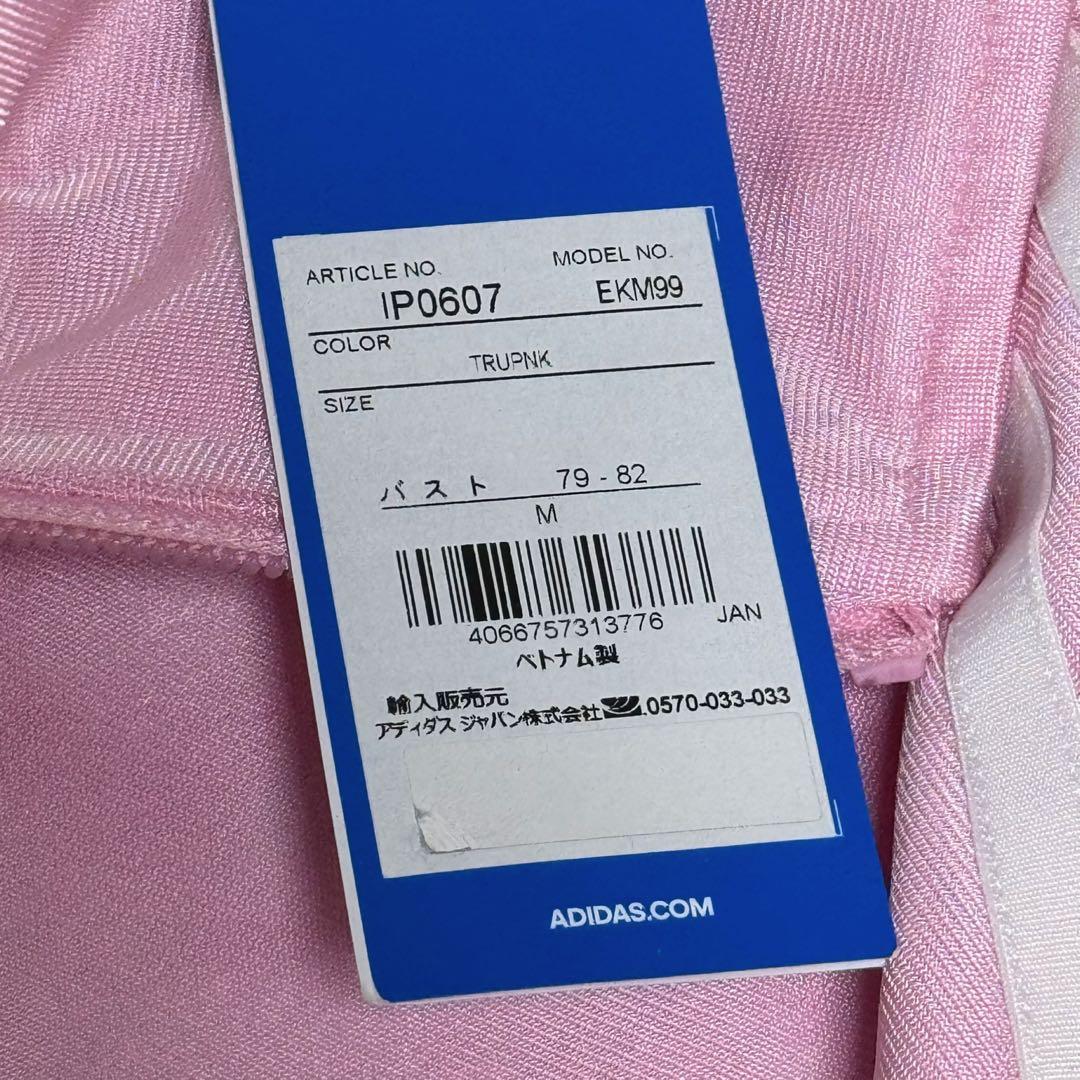 ARTICLE NO. MODEL NO.
IP0607 EKM99
COLOR
TRUPNK
SIZE
バスト 79 - 82
M
4066757313776 JAN
ベトナム製
輸入販売元
アディダス ジャパン株式会社 0570-033-033
ADIDAS.COM